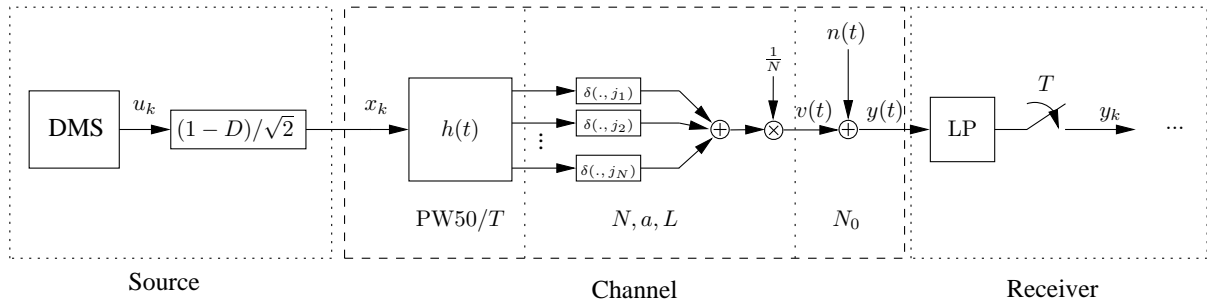 DMS
u_k
(1 − D)/√2
x_k
h(t)
δ(., j_1)
δ(., j_2)
⋮
δ(., j_N)
1/N
v(t)
n(t)
y(t)
LP
T
y_k
...
PW50/T
N, a, L
N_0
Source
Channel
Receiver